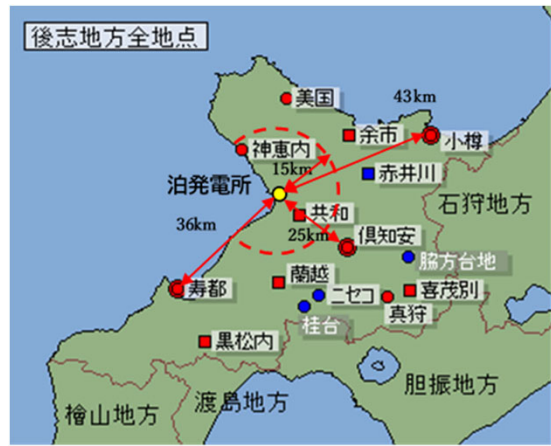 後志地方全地点
美国
43km
余市
小樽
神恵内
15km
赤井川
泊発電所
石狩地方
共和
36km
25km
倶知安
脇方台地
蘭越
寿都
ニセコ
喜茂別
真狩
桂台
黒松内
胆振地方
渡島地方
檜山地方